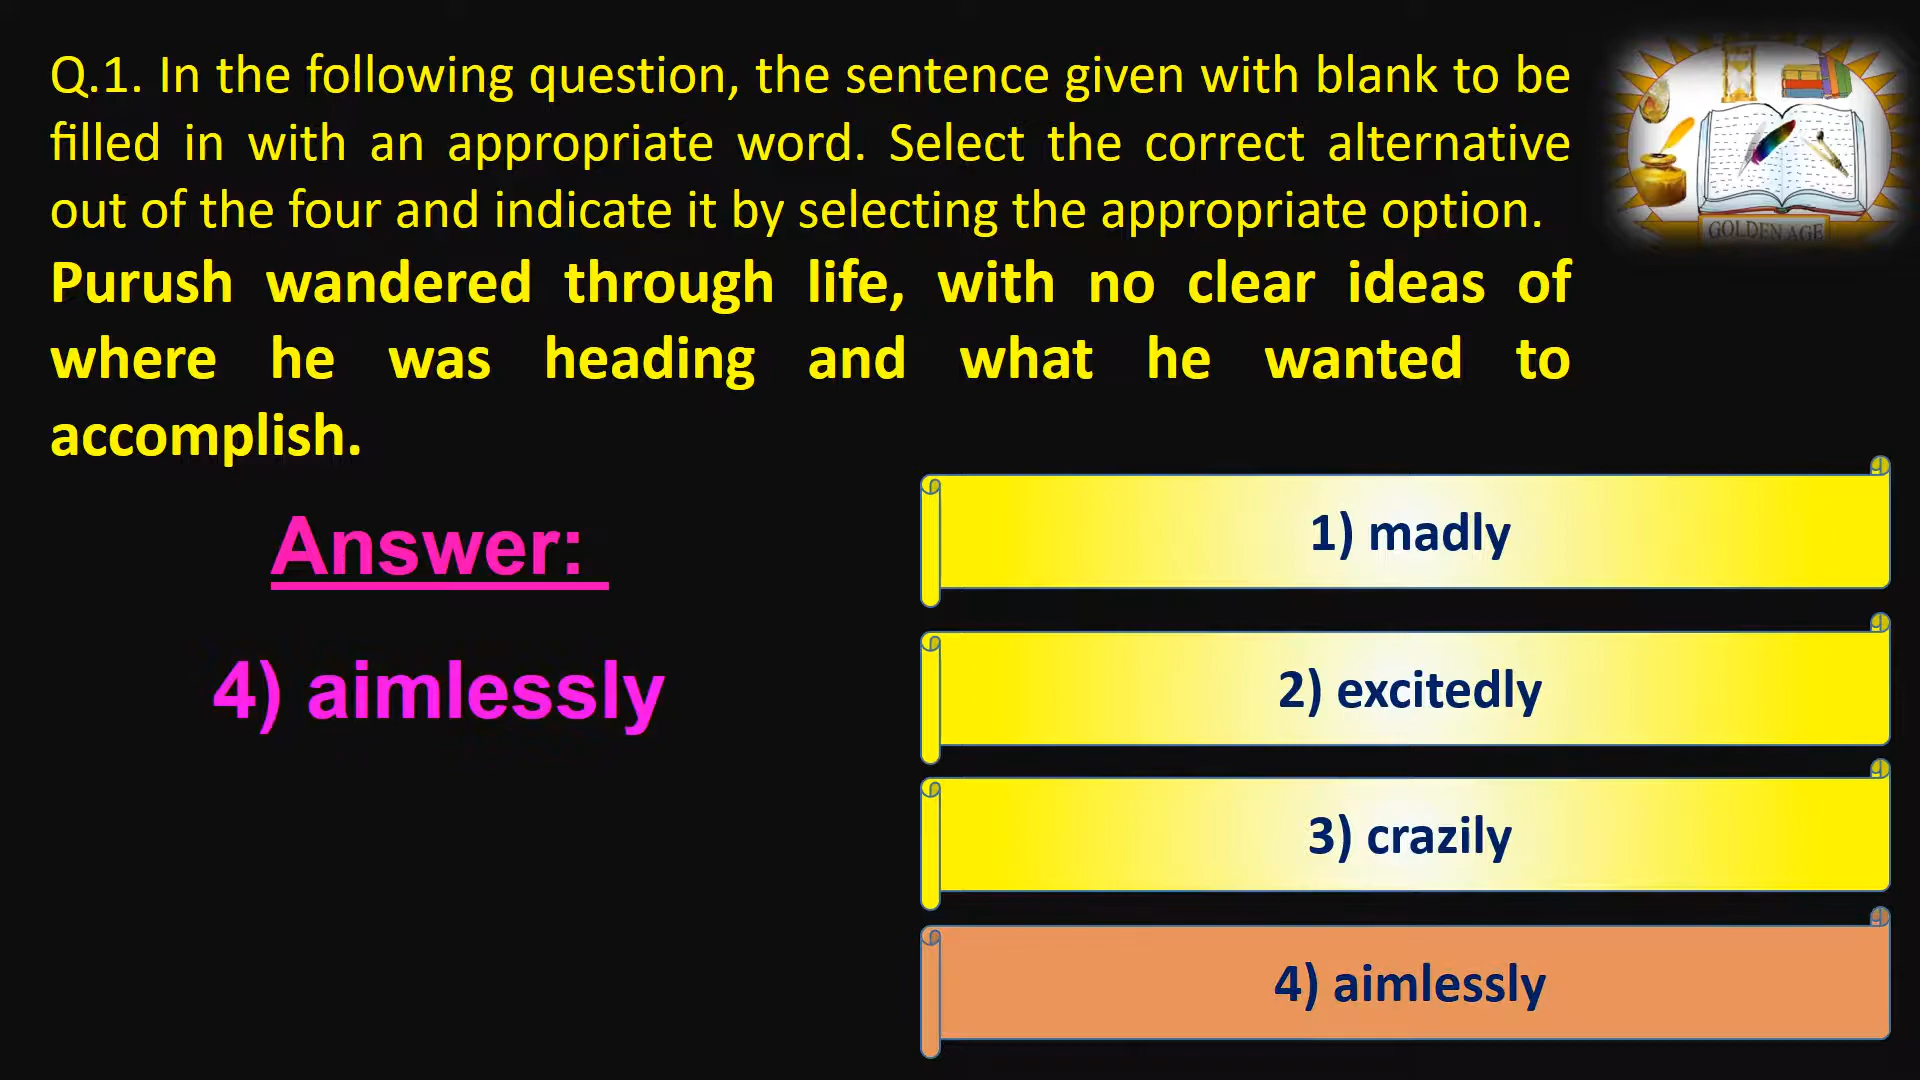 Q.1. In the following question, the sentence given with blank to be
filled in with an appropriate word. Select the correct alternative
out of the four and indicate it by selecting the appropriate option.
Purush wandered through life, with no clear ideas of
where he was heading and what he wanted to
accomplish.
Answer:
4) aimlessly
1) madly
2) excitedly
3) crazily
4) aimlessly
GOLDEN AGE